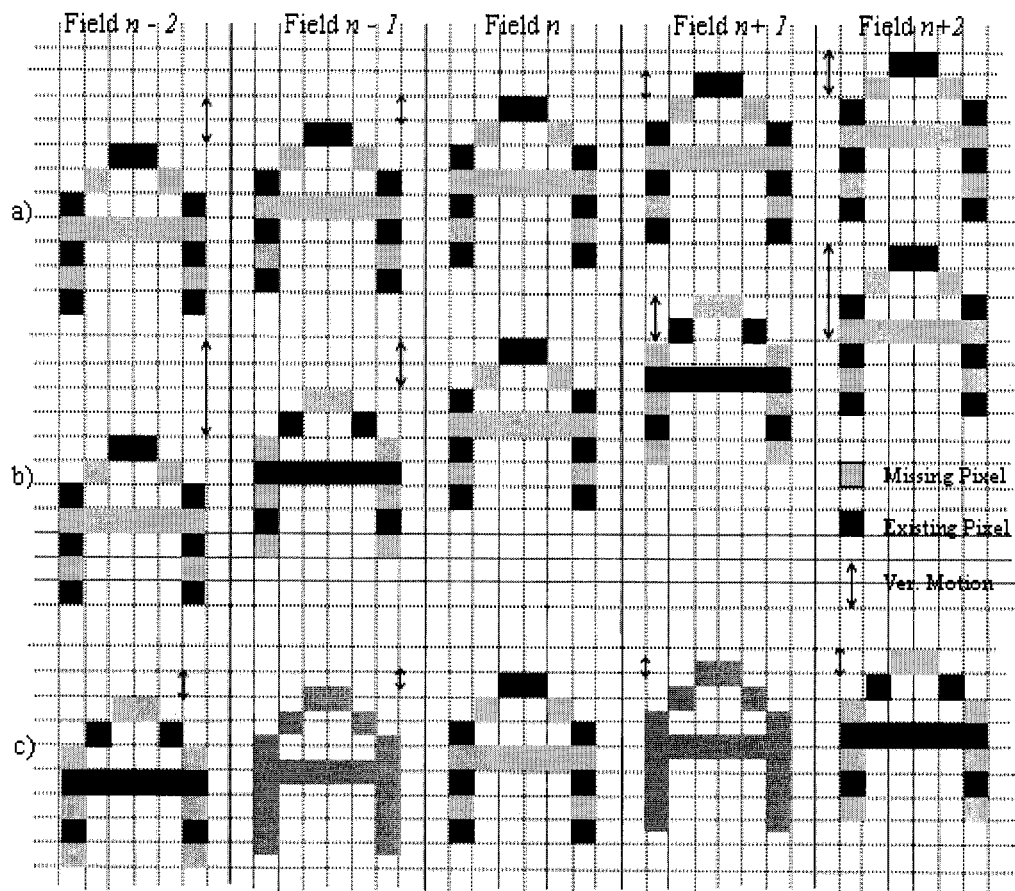 Field n - 2 Field n - 1 Field n Field n+ 1 Field n+2
a)
b)
Missing Pixel
Existing Pixel
Ver. Motion
c)